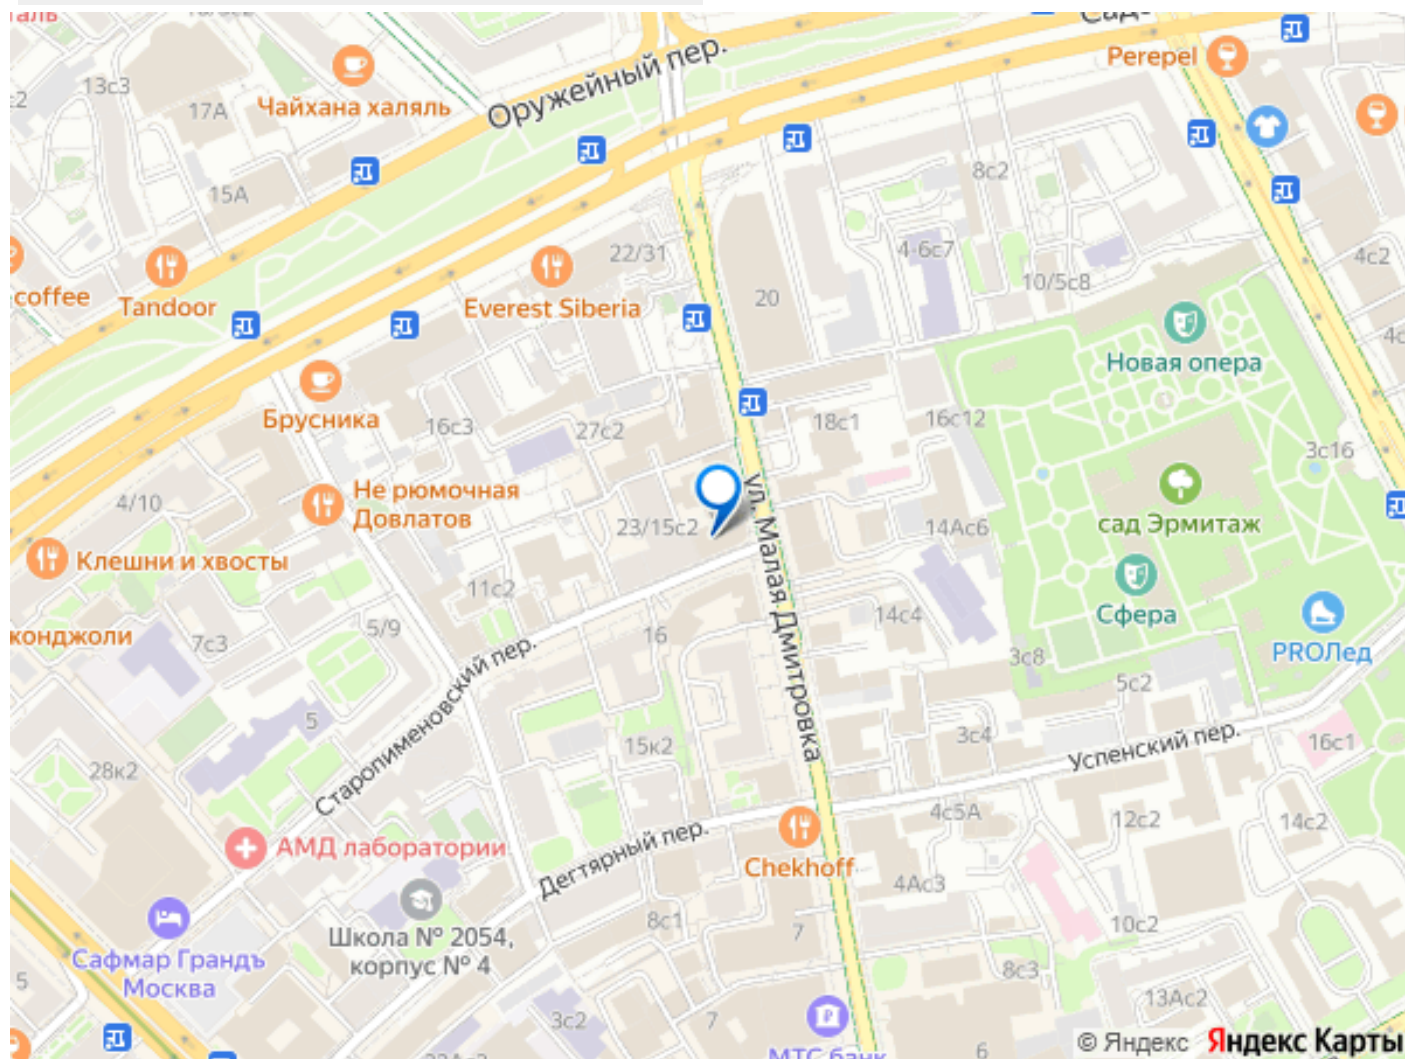 Оружейный пер.
Perepel
13с3
17А
Чайхана халяль
15А
8с2
22/31
4-6с7
4с2
coffee
Tandoor
Everest Siberia
20
10/5с8
Новая опера
Брусника
16с3
27с2
18с1
16с12
3с16
4/10
Не рюмочная
Довлатов
23/15с2
ул. Малая Дмитровка
14Ас6
сад Эрмитаж
Клешни и хвосты
11с2
Сфера
14с4
конджоли
7с3
5/9
16
3с8
PROЛед
Старопименовский пер.
5с2
5
15к2
3с4
Успенский пер.
16с1
28к2
4с5А
12с2
14с2
АМД лаборатории
Дегтярный пер.
Chekhoff
4Ас3
8с1
7
10с2
Школа № 2054,
корпус № 4
Сафмар Грандъ
Москва
5
8с3
13Ас2
3с2
7
МТС банк
6
© Яндекс Яндекс Карты